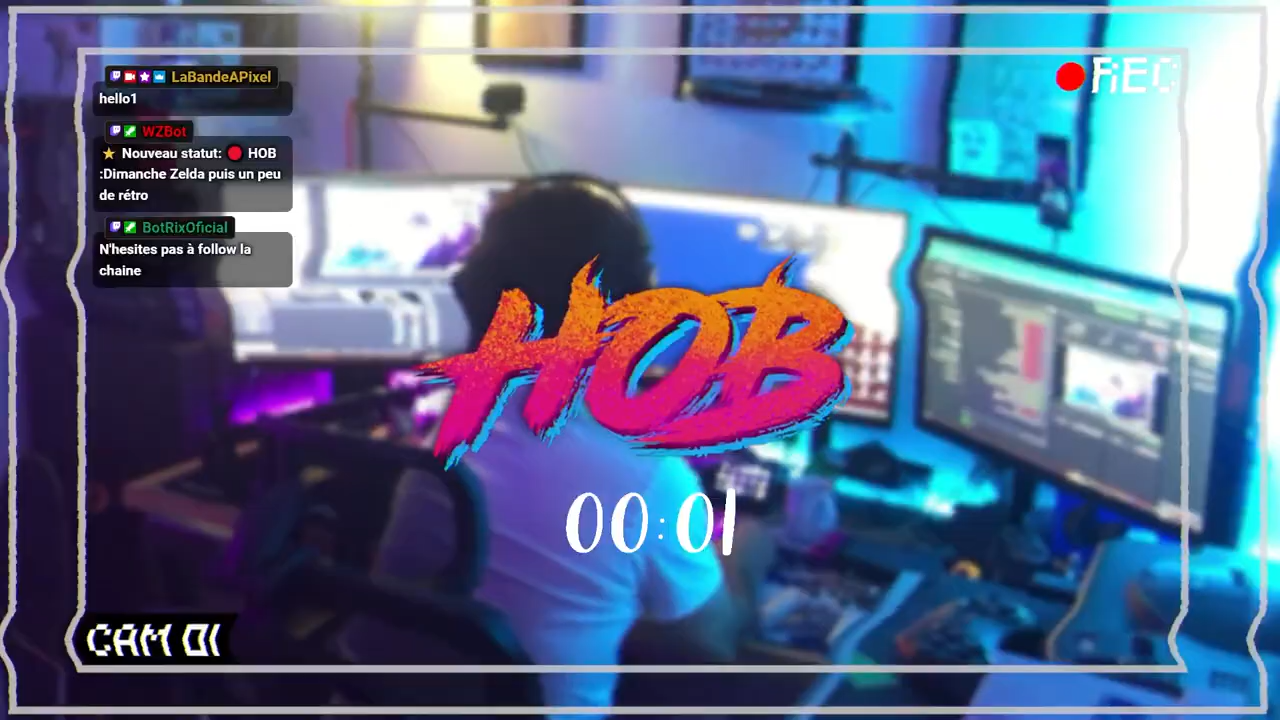 REC
LaBandeAPixel
hello1
WZBot
⭐ Nouveau statut: 🔴 HOB
:Dimanche Zelda puis un peu
de rétro
BotRixOficial
N'hesites pas à follow la
chaine
HOB
00:01
CAM 01